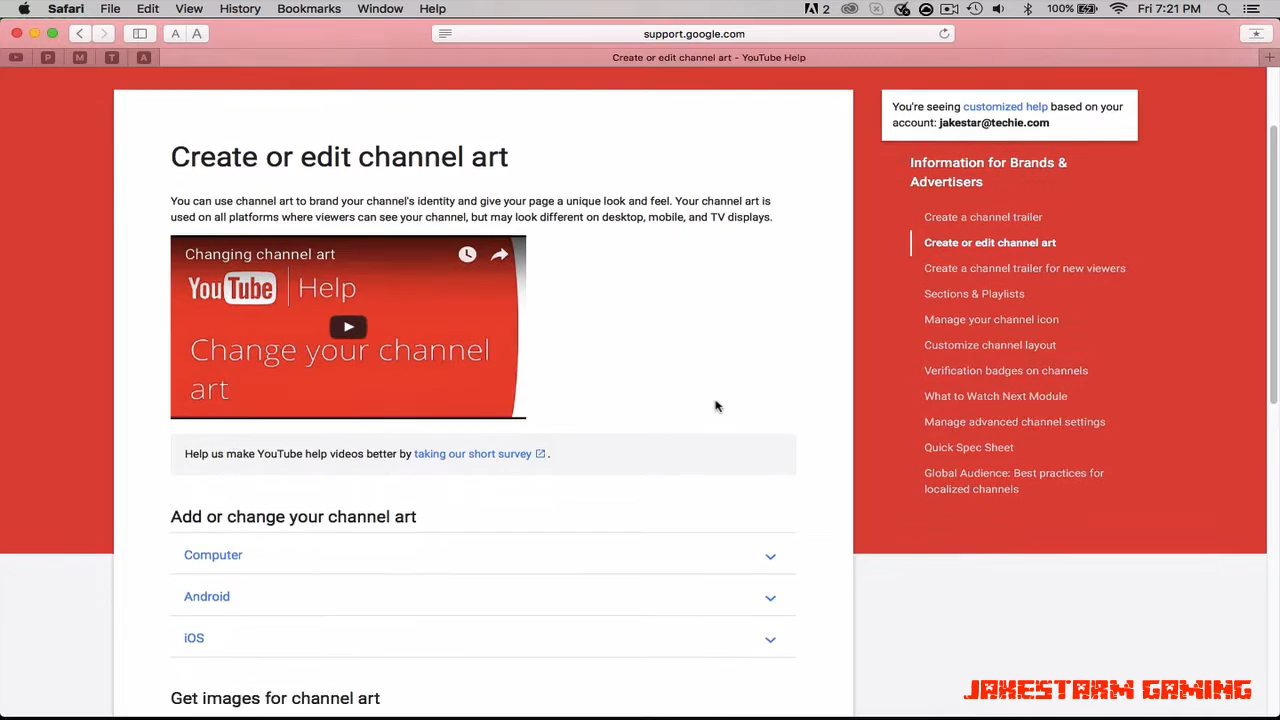 Safari File Edit View History Bookmarks Window Help
2 100% Fri 7:21 PM
A A
support.google.com
P M T A
Create or edit channel art - YouTube Help
Create or edit channel art
You can use channel art to brand your channel's identity and give your page a unique look and feel. Your channel art is
used on all platforms where viewers can see your channel, but may look different on desktop, mobile, and TV displays.
Changing channel art
YouTube Help
Change your channel
art
Help us make YouTube help videos better by taking our short survey .
Add or change your channel art
Computer
Android
iOS
Get images for channel art
You're seeing customized help based on your
account: jakestar@techie.com
Information for Brands &
Advertisers
Create a channel trailer
Create or edit channel art
Create a channel trailer for new viewers
Sections & Playlists
Manage your channel icon
Customize channel layout
Verification badges on channels
What to Watch Next Module
Manage advanced channel settings
Quick Spec Sheet
Global Audience: Best practices for
localized channels
JAKESTARM GAMING